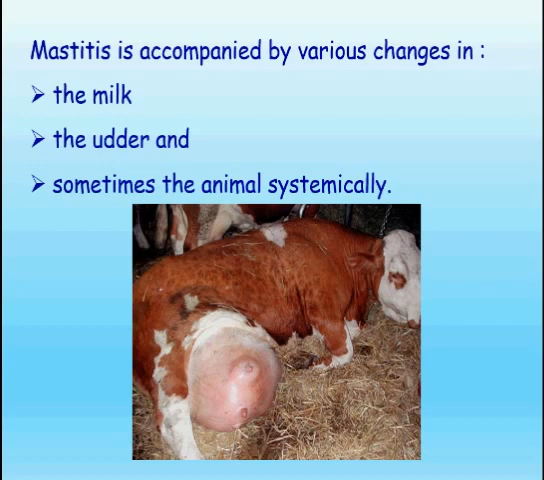 Mastitis is accompanied by various changes in :
➢ the milk
➢ the udder and
➢ sometimes the animal systemically.